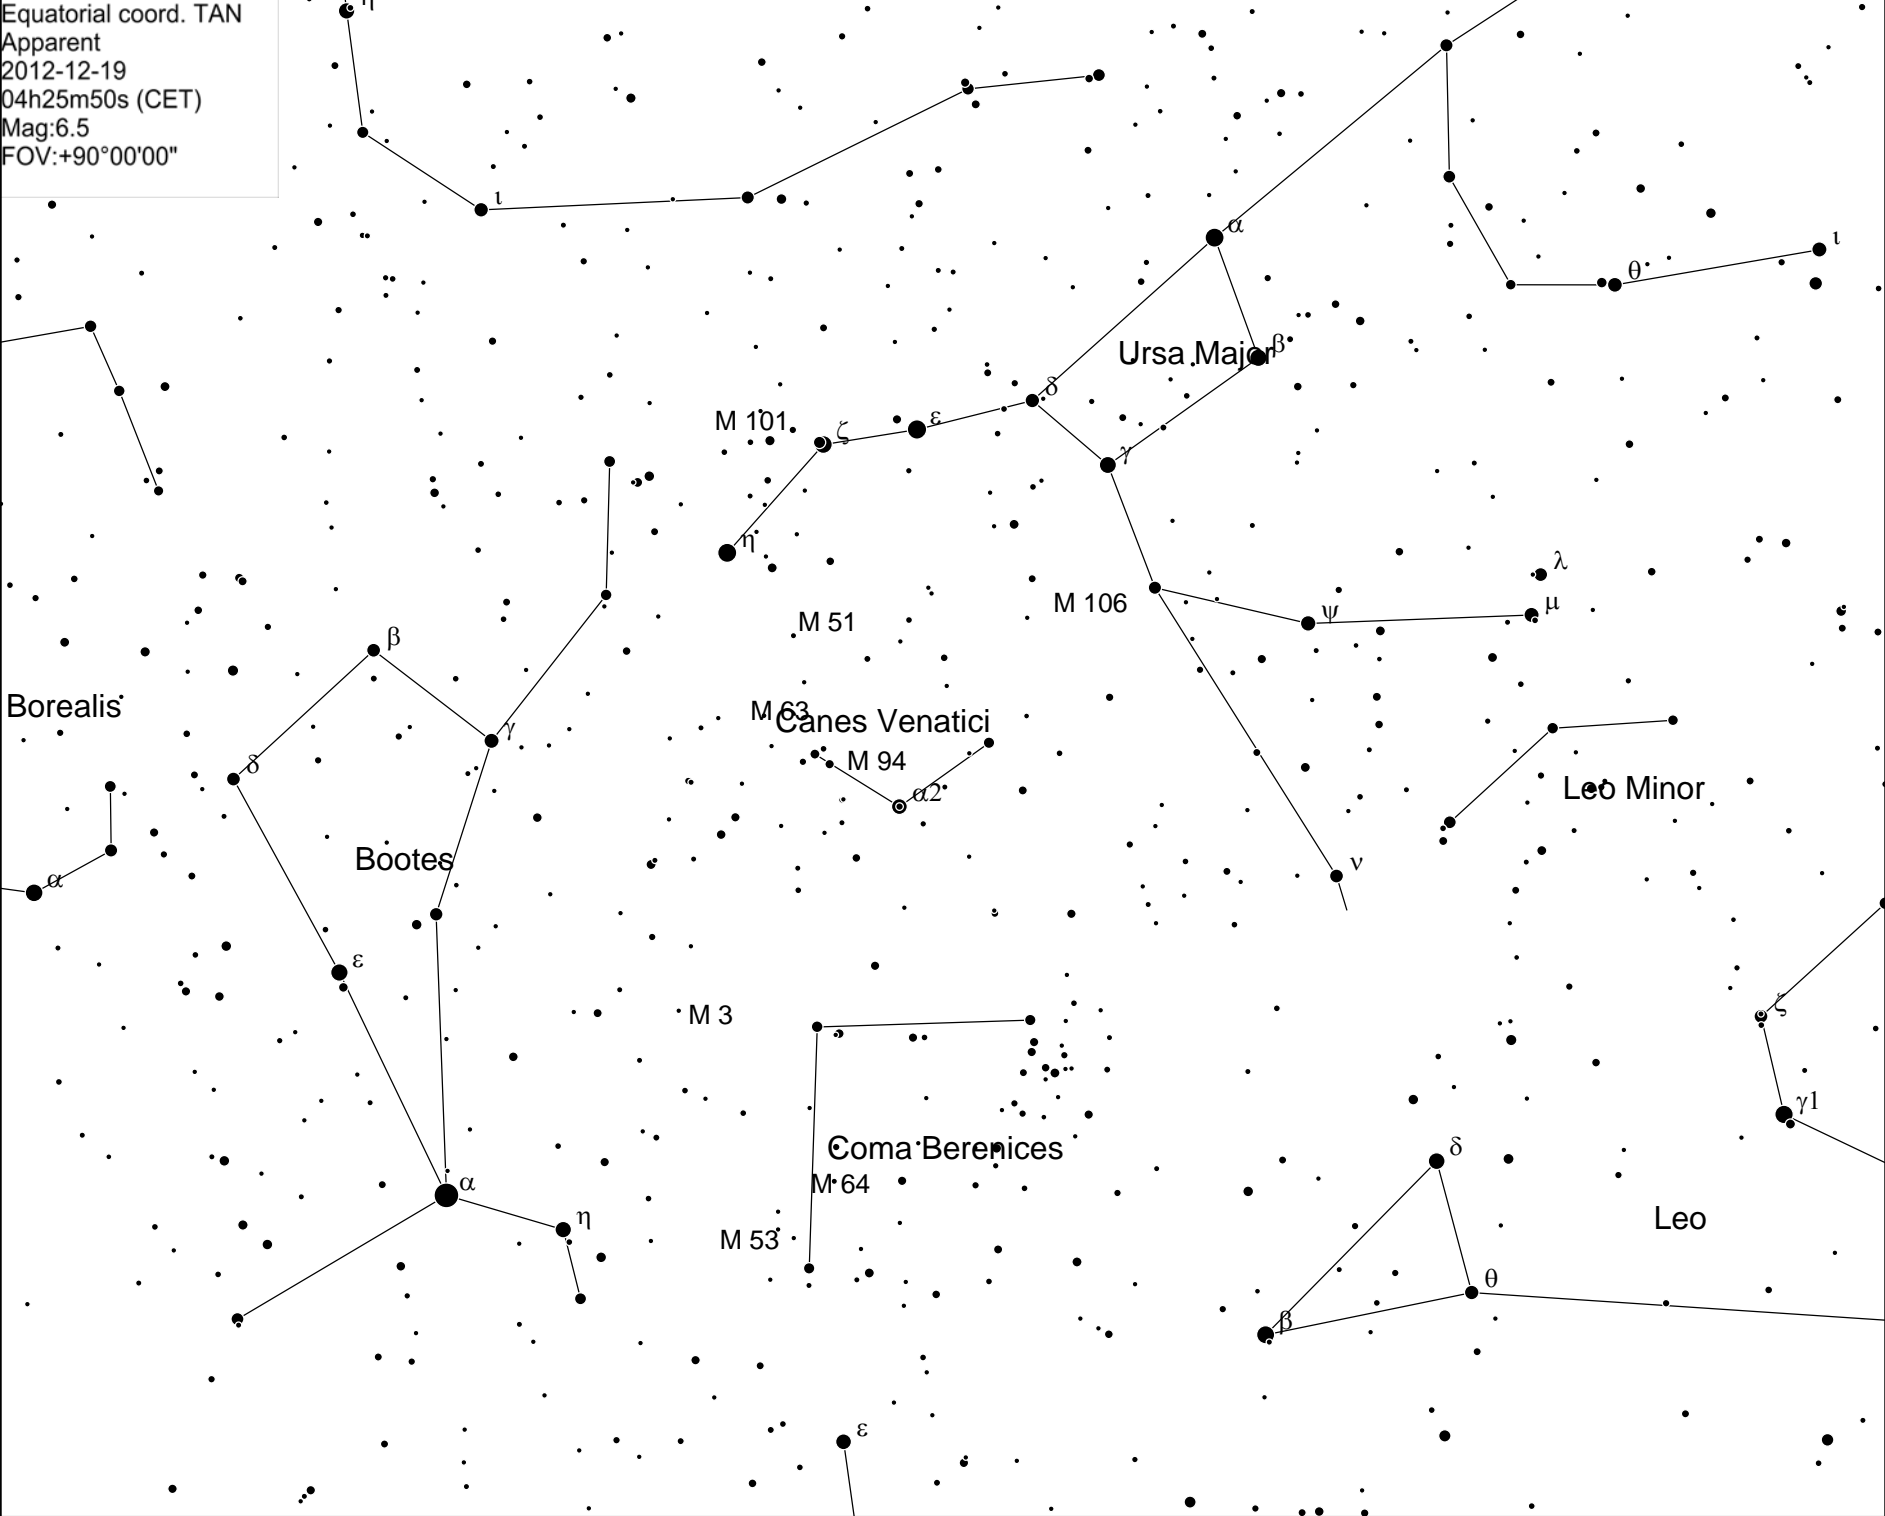 Equatorial coord. TAN
Apparent
2012-12-19
04h25m50s (CET)
Mag:6.5
FOV:+90°00'00"
η
ι
α
θ
ι
Ursa Major
β
δ
M 101
ζ
ε
γ
η
λ
M 106
μ
ψ
M 51
β
Borealis
M 63
Canes Venatici
γ
δ
M 94
α2
Leo Minor
Bootes
ν
α
ε
M 3
ζ
γ1
Coma Berenices
δ
M 64
α
η
Leo
M 53
θ
β
ε